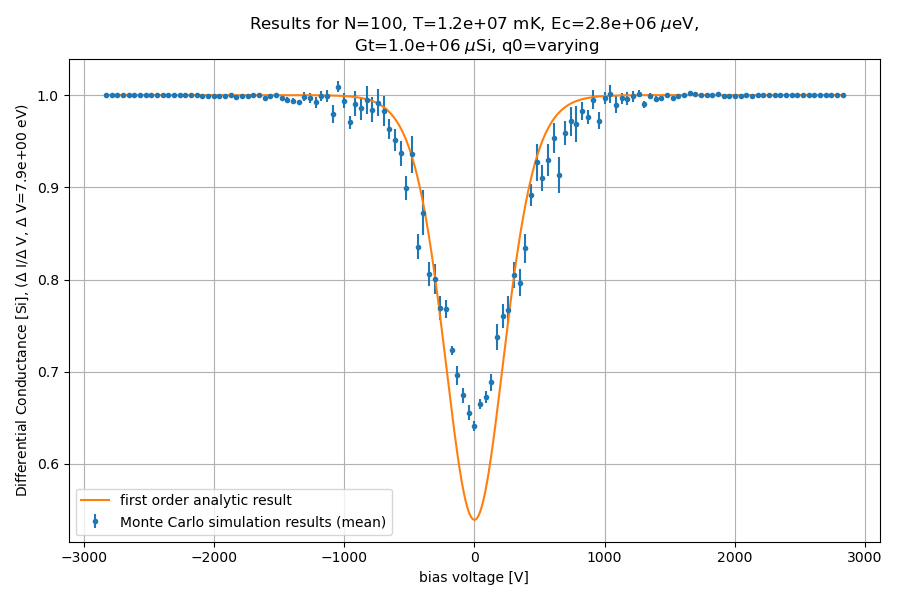 Results for N=100, T=1.2e+07 mK, Ec=2.8e+06 μeV,
Gt=1.0e+06 μSi, q0=varying
Differential Conductance [Si], (Δ I/Δ V, Δ V=7.9e+00 eV)
1.0
0.9
0.8
0.7
0.6
first order analytic result
Monte Carlo simulation results (mean)
−3000 −2000 −1000 0 1000 2000 3000
bias voltage [V]